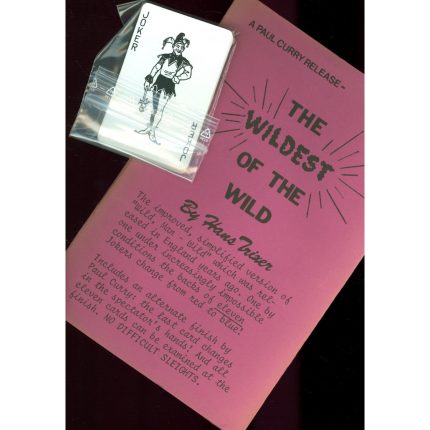 JOKER
JOKER
A PAUL CURRY RELEASE-
THE
WILDEST
OF THE
WILD
By Hans Trixer
The improved, simplified version of
"Wild, Man - Wild" which was rel-
eased in England years ago. One by
one under increasingly impossible
conditions the backs of eleven
Jokers change from red to blue!
Includes an alternate finish by
Paul Curry: the last card changes
in the spectator's hands! And all
eleven cards can be examined at the
finish. NO DIFFICULT SLEIGHTS.